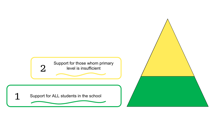 2 Support for those whom primary
level is insufficient
1 Support for ALL students in the school